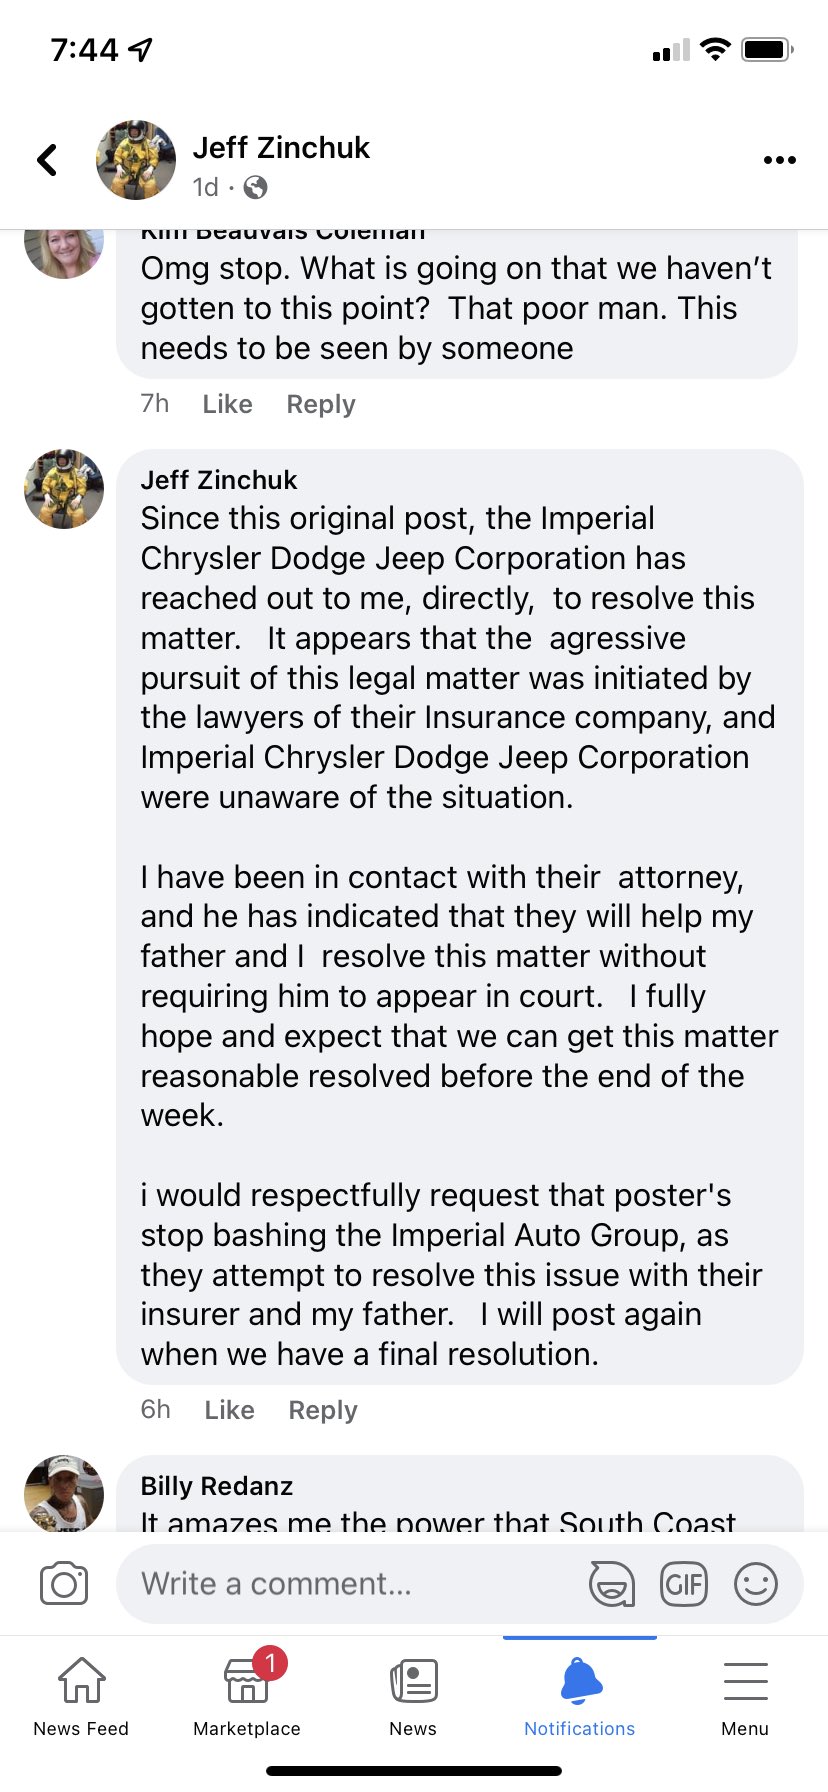 7:44
Jeff Zinchuk
1d ·
Kim Beauvais Coleman
Omg stop. What is going on that we haven’t
gotten to this point?  That poor man. This
needs to be seen by someone
7h Like Reply
Jeff Zinchuk
Since this original post, the Imperial
Chrysler Dodge Jeep Corporation has
reached out to me, directly,  to resolve this
matter.   It appears that the  agressive
pursuit of this legal matter was initiated by
the lawyers of their Insurance company, and
Imperial Chrysler Dodge Jeep Corporation
were unaware of the situation.
I have been in contact with their  attorney,
and he has indicated that they will help my
father and I  resolve this matter without
requiring him to appear in court.   I fully
hope and expect that we can get this matter
reasonable resolved before the end of the
week.
i would respectfully request that poster's
stop bashing the Imperial Auto Group, as
they attempt to resolve this issue with their
insurer and my father.   I will post again
when we have a final resolution.
6h Like Reply
Billy Redanz
It amazes me the power that South Coast
Write a comment...
GIF
1
News Feed Marketplace News Notifications Menu